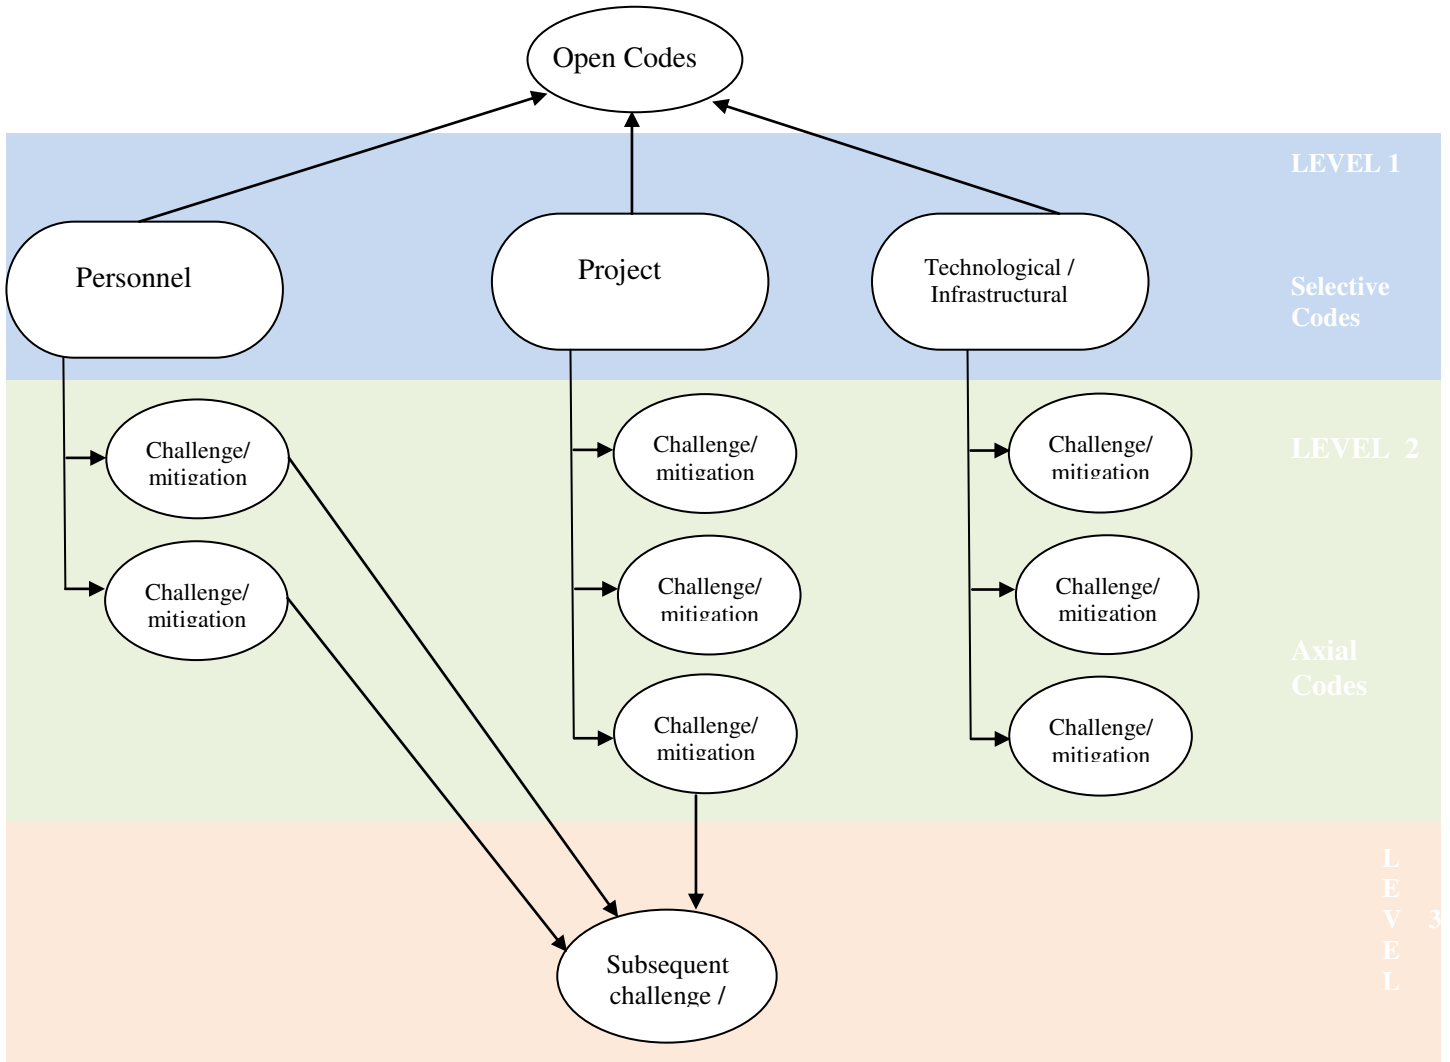 Open Codes
LEVEL 1
Personnel
Project
Technological /
Infrastructural
Selective
Codes
Challenge/
mitigation
Challenge/
mitigation
Challenge/
mitigation
LEVEL 2
Challenge/
mitigation
Challenge/
mitigation
Challenge/
mitigation
Axial
Codes
Challenge/
mitigation
Challenge/
mitigation
L
E
V 3
E
L
Subsequent
challenge /